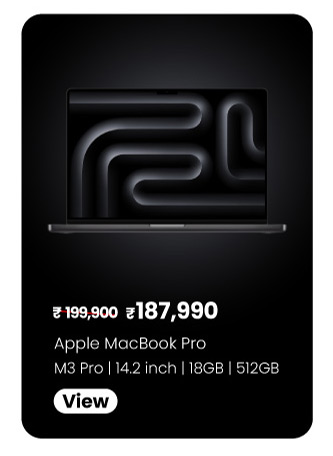 ₹ 199,900 ₹187,990
Apple MacBook Pro
M3 Pro | 14.2 inch | 18GB | 512GB
View